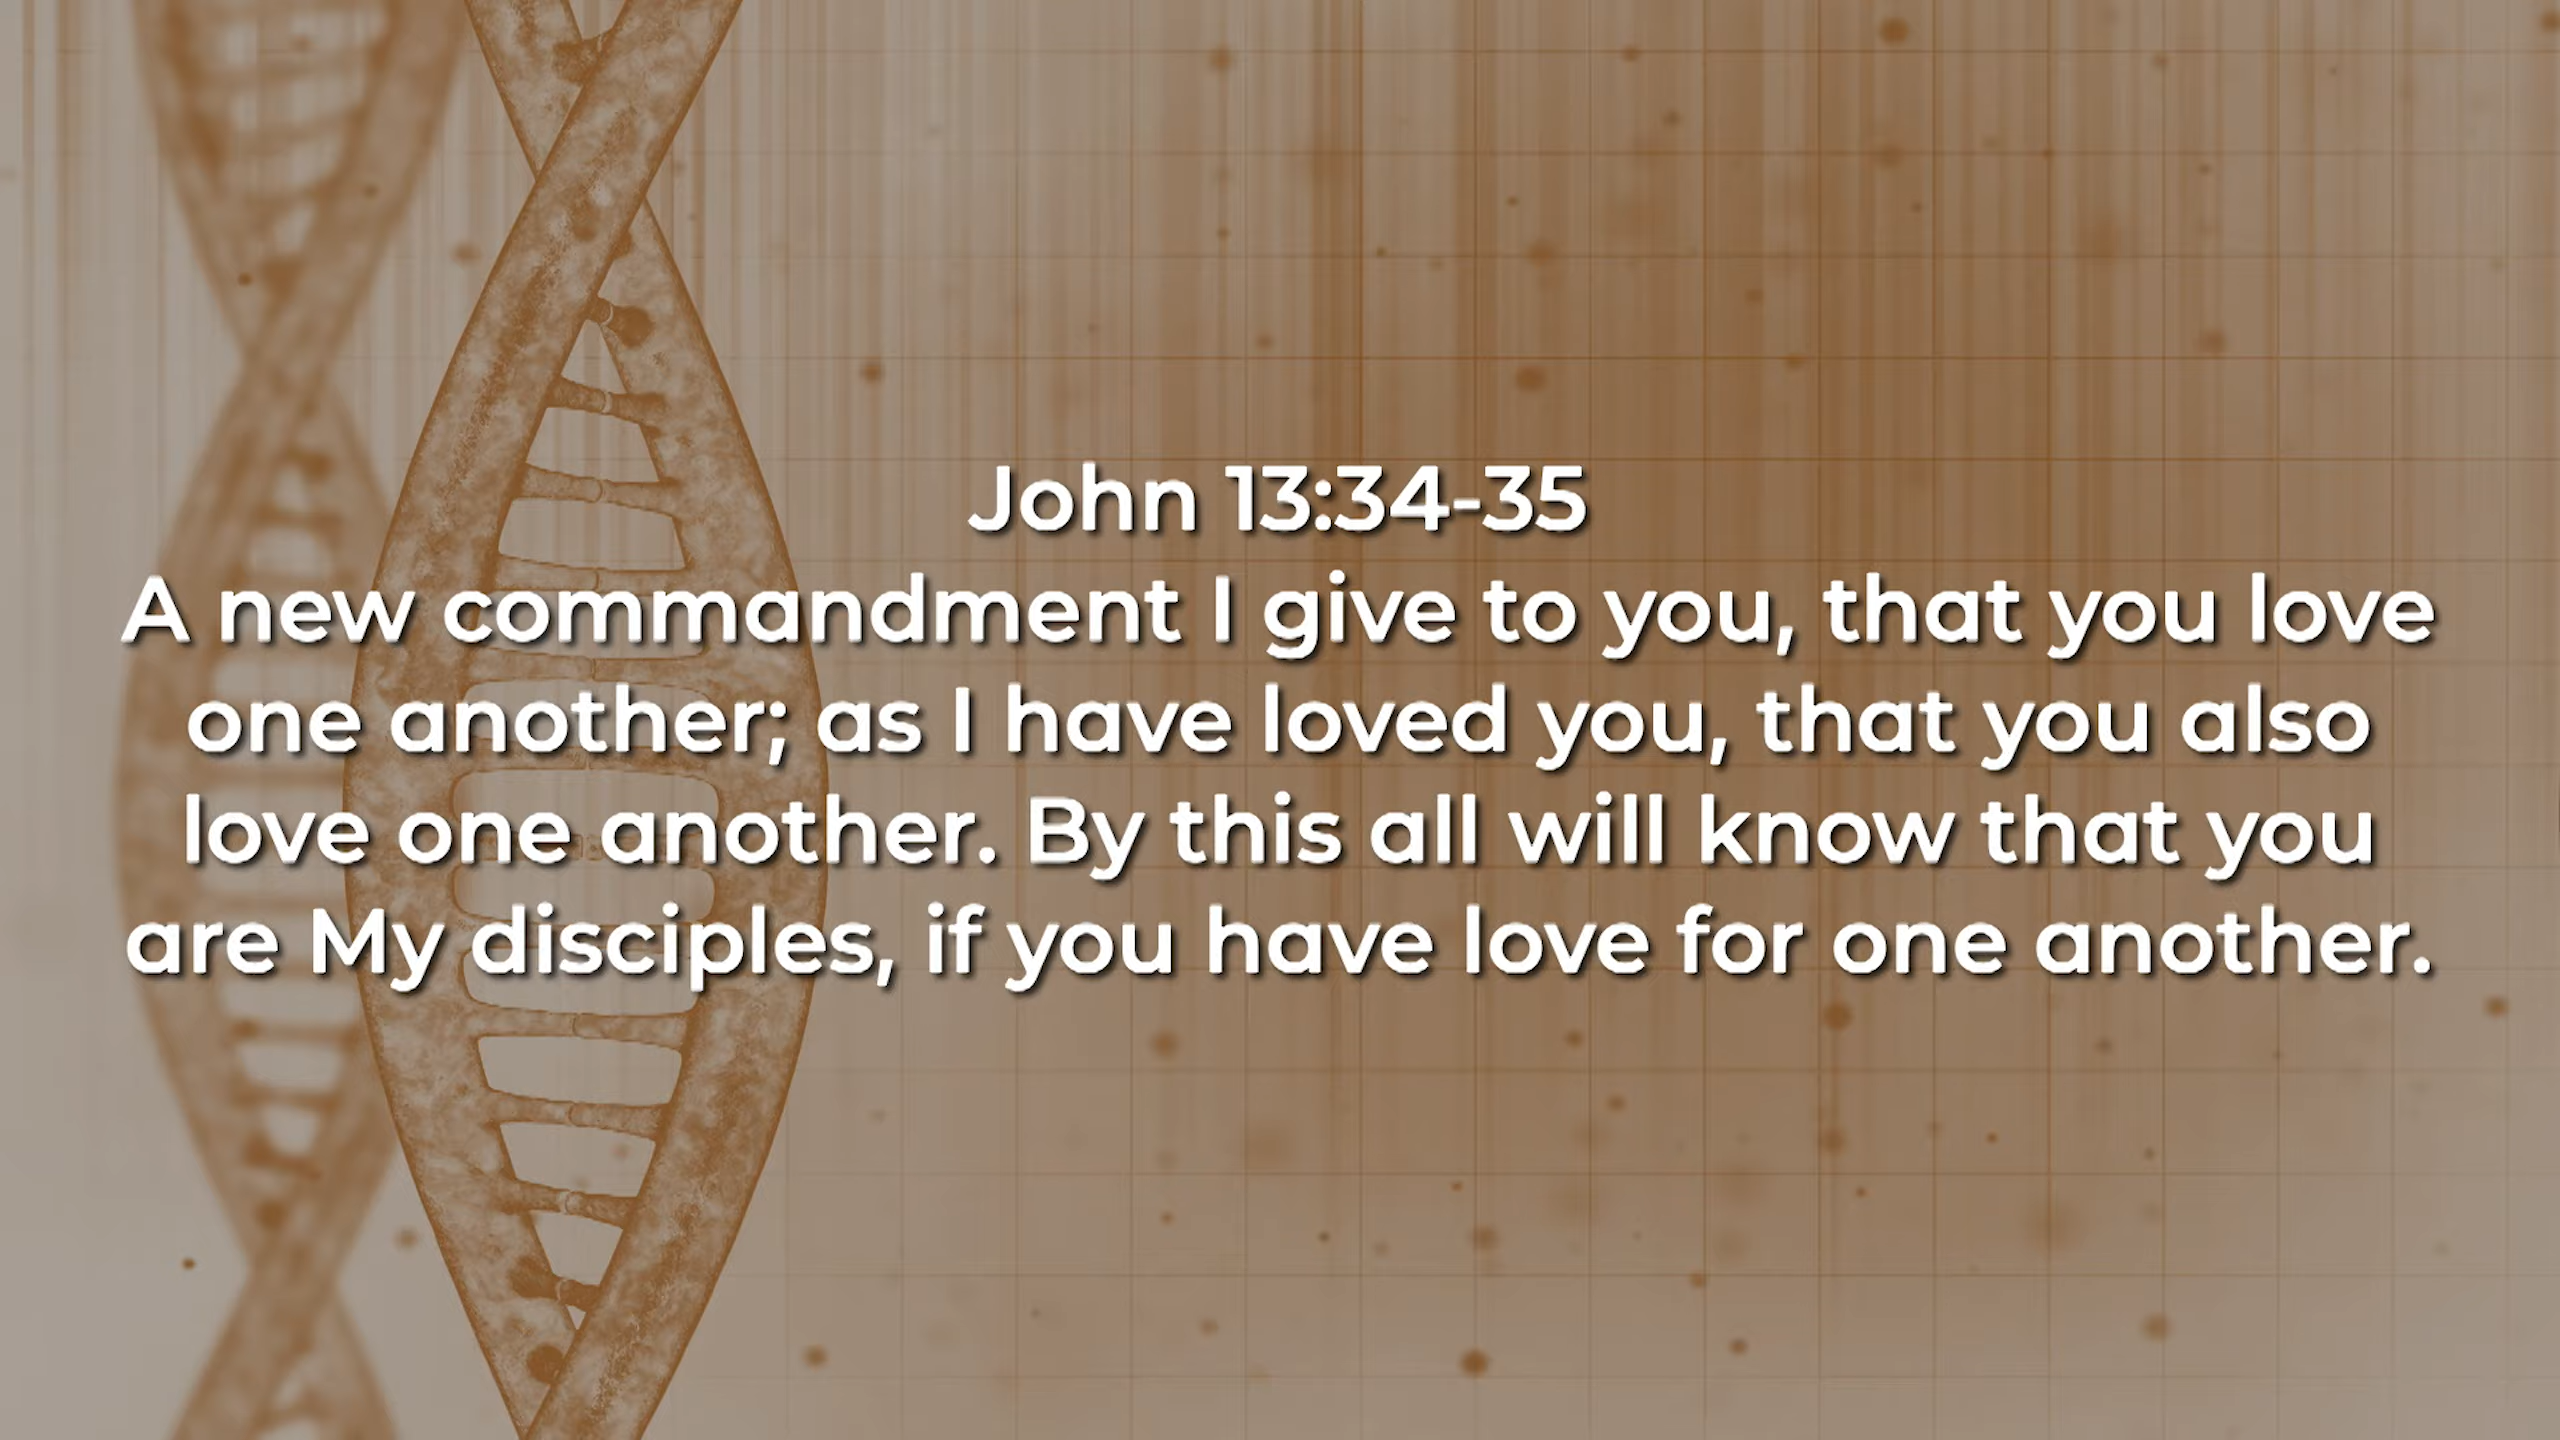 John 13:34-35
A new commandment I give to you, that you love
one another; as I have loved you, that you also
love one another. By this all will know that you
are My disciples, if you have love for one another.